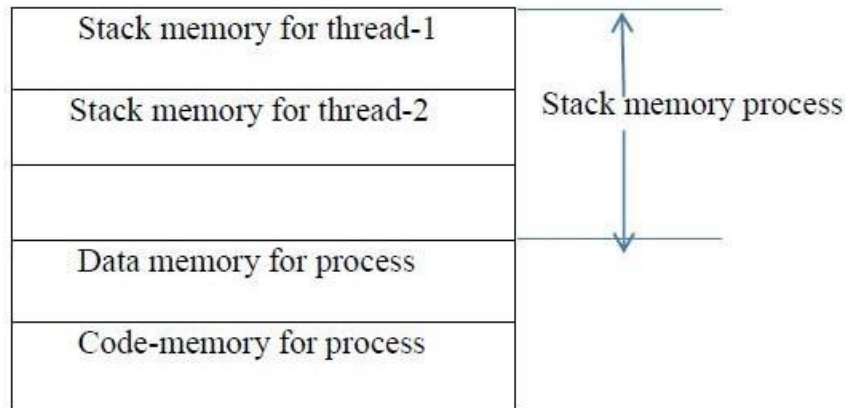 Stack memory for thread-1
Stack memory for thread-2
Stack memory process
Data memory for process
Code-memory for process